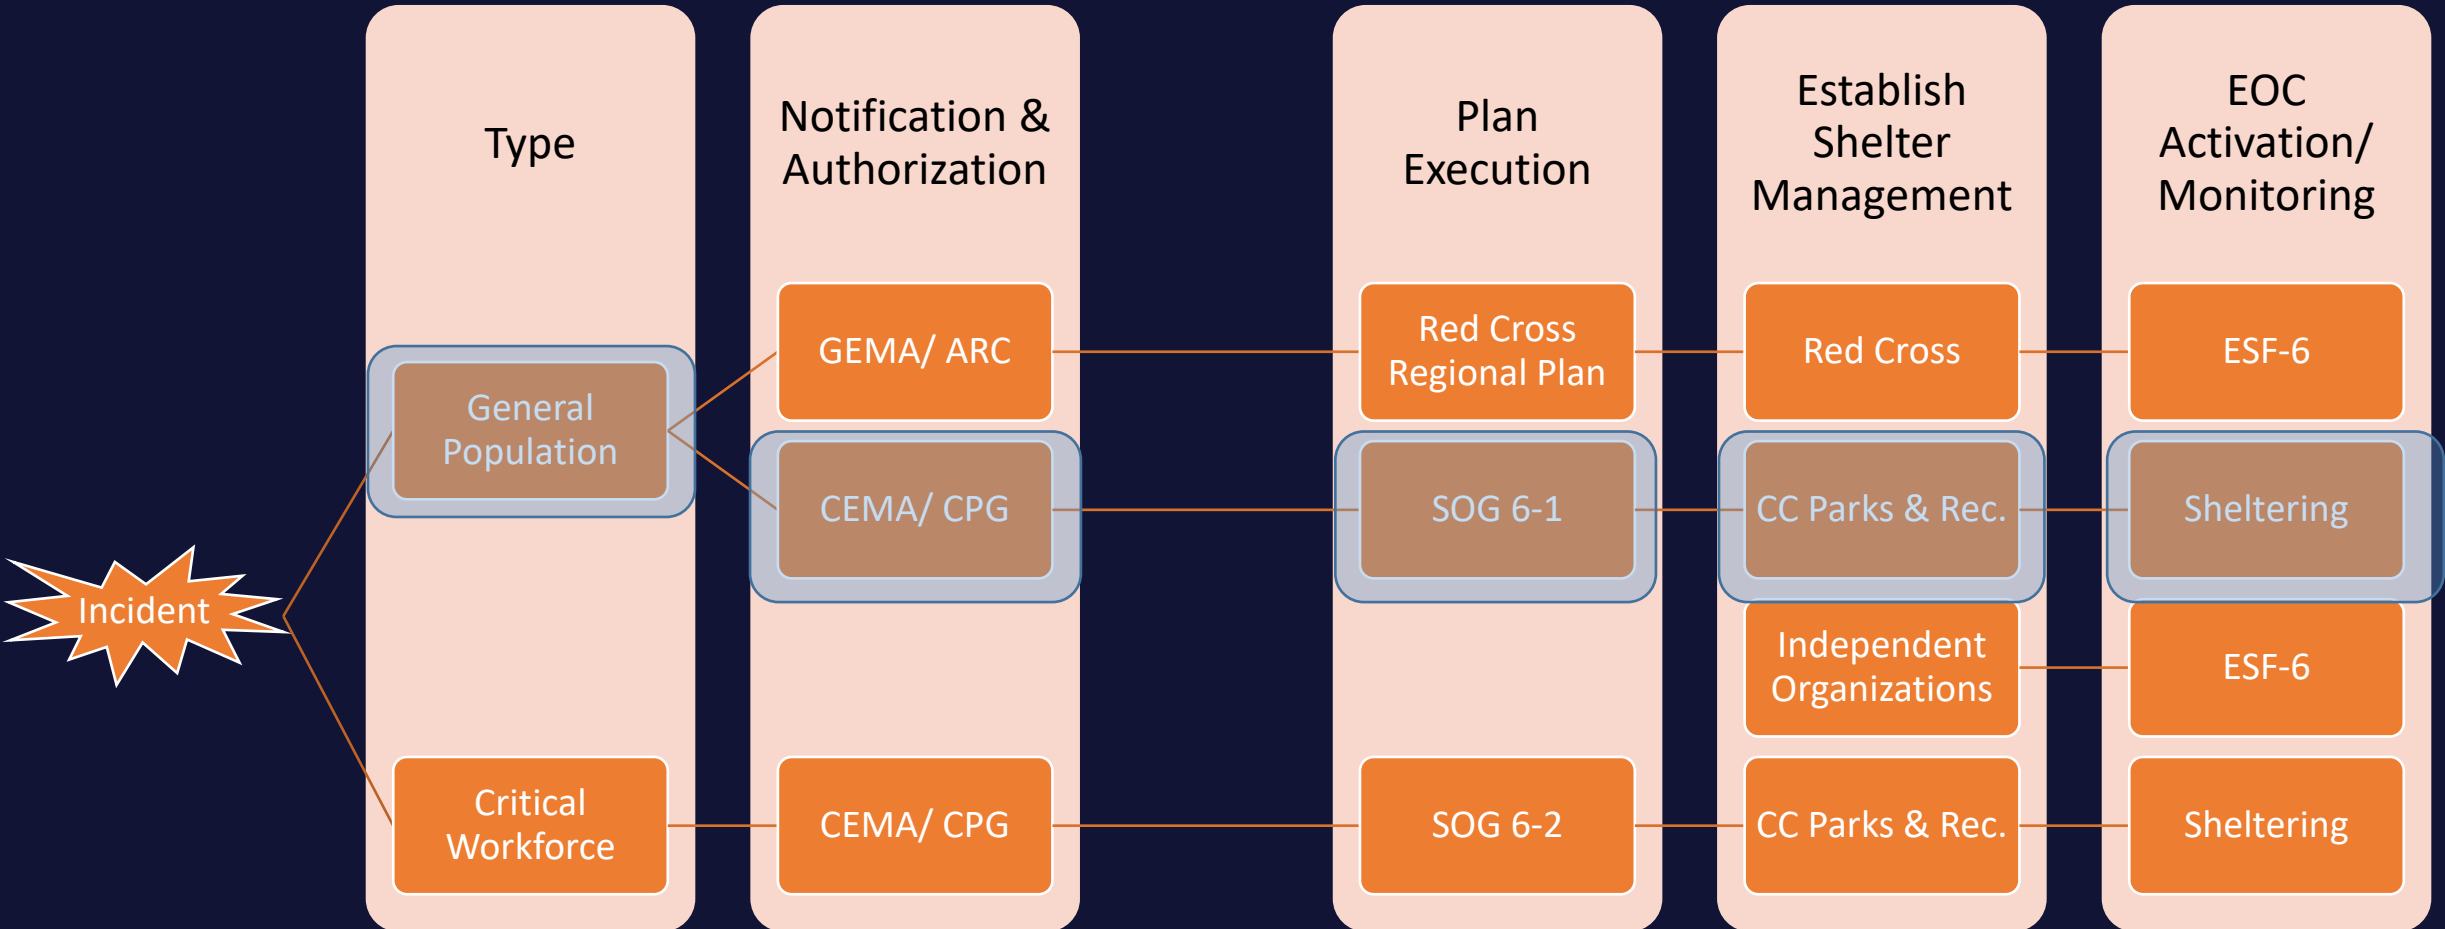 Type
Notification &
Authorization
Plan
Execution
Establish
Shelter
Management
EOC
Activation/
Monitoring
Incident
General
Population
GEMA/ ARC
Red Cross
Regional Plan
Red Cross
ESF-6
CEMA/ CPG
SOG 6-1
CC Parks & Rec.
Sheltering
Independent
Organizations
ESF-6
Critical
Workforce
CEMA/ CPG
SOG 6-2
CC Parks & Rec.
Sheltering